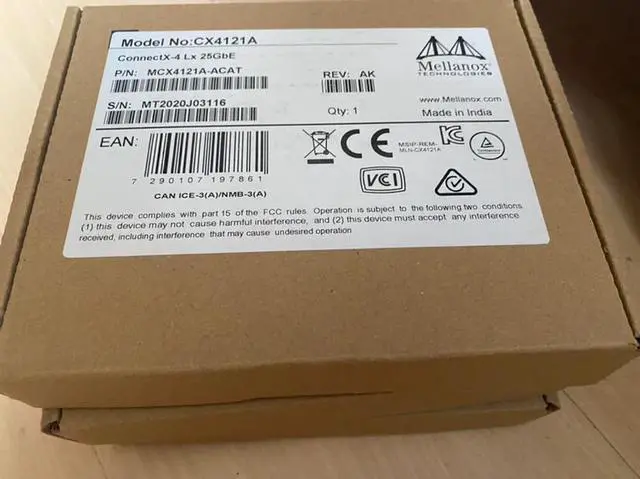 Model No:CX4121A
ConnectX-4 Lx 25GbE
P/N: MCX4121A-ACAT
REV: AK
S/N: MT2020J03116
Qty: 1
Mellanox
TECHNOLOGIES
www.Mellanox.com
Made in India
EAN:
7 290107 197861
CE
MSIP-REM-
MLN-CX4121A
VCI
CAN ICE-3(A)/NMB-3(A)
This device complies with part 15 of the FCC rules. Operation is subject to the following two conditions
(1) this device may not cause harmful interference, and (2) this device must accept any interference
received, including interference that may cause undesired operation